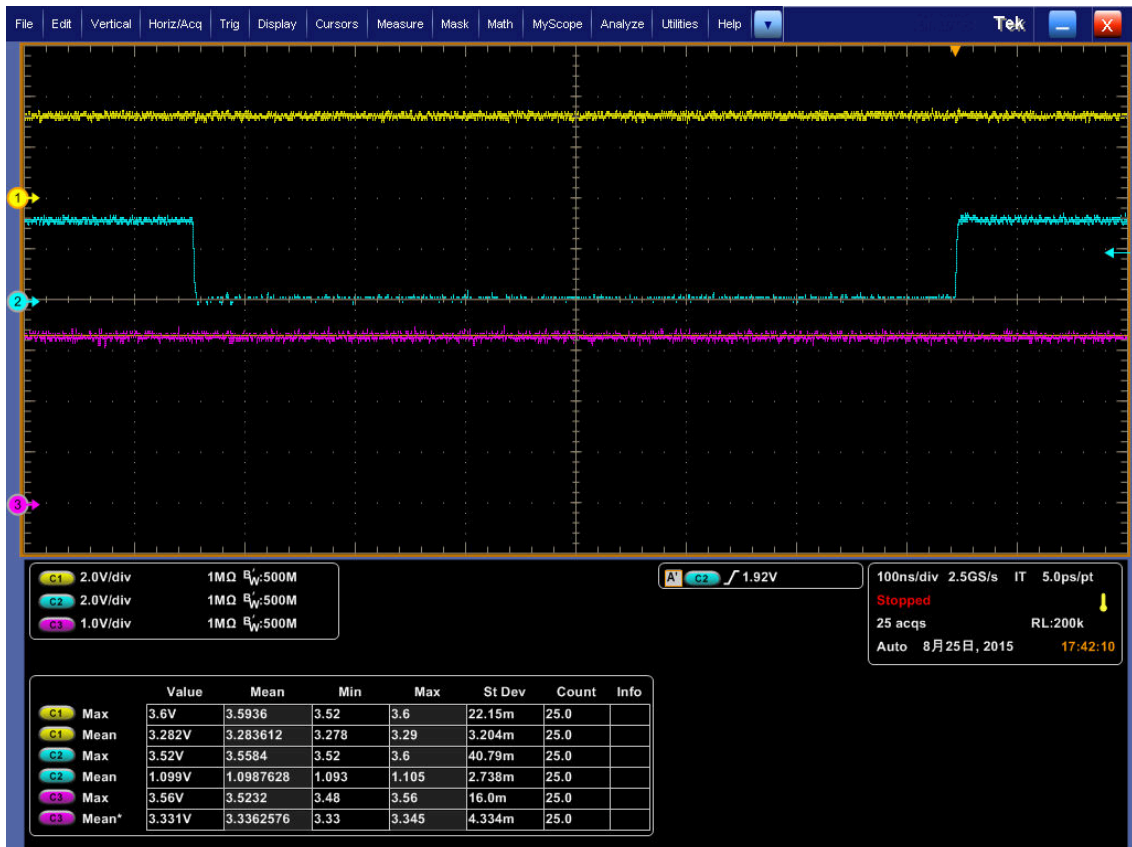 File Edit Vertical Horiz/Acq Trig Display Cursors Measure Mask Math MyScope Analyze Utilities Help Tek X
1
2
3
C1 2.0V/div 1MΩ BW:500M
C2 2.0V/div 1MΩ BW:500M
C3 1.0V/div 1MΩ BW:500M
A' C2 1.92V
100ns/div 2.5GS/s IT 5.0ps/pt
Stopped
25 acqs RL:200k
Auto 8月25日, 2015 17:42:10
Value Mean Min Max St Dev Count Info
C1 Max 3.6V 3.5936 3.52 3.6 22.15m 25.0
C1 Mean 3.282V 3.283612 3.278 3.29 3.204m 25.0
C2 Max 3.52V 3.5584 3.52 3.6 40.79m 25.0
C2 Mean 1.099V 1.0987628 1.093 1.105 2.738m 25.0
C3 Max 3.56V 3.5232 3.48 3.56 16.0m 25.0
C3 Mean* 3.331V 3.3362576 3.33 3.345 4.334m 25.0